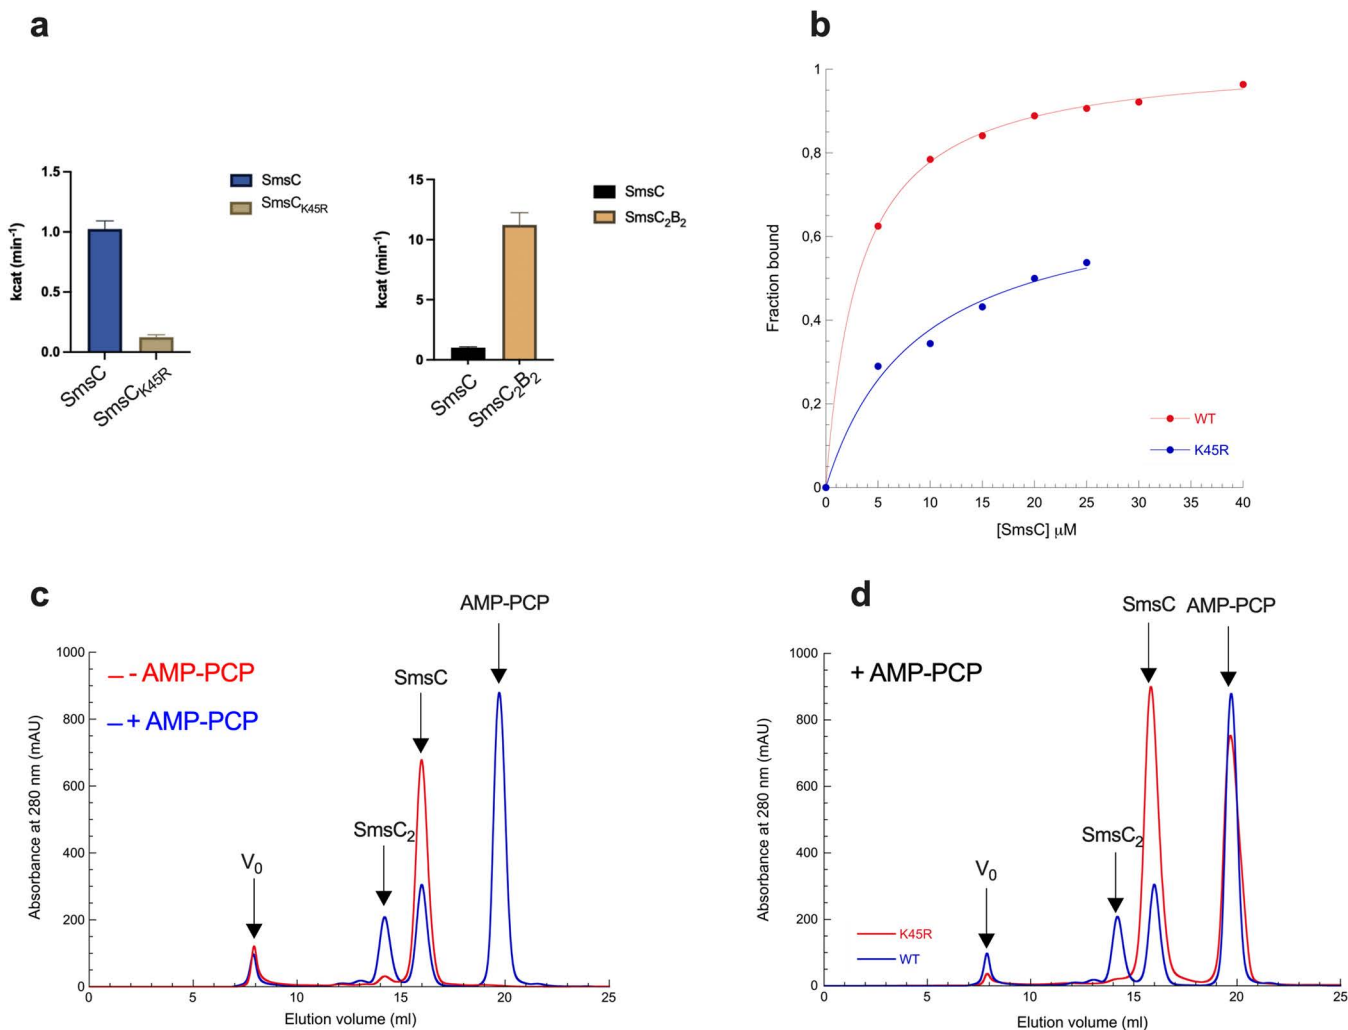 a
1.5
1.0
0.5
0.0
kcat (min⁻¹)
SmsC
SmsC_K45R
SmsC
SmsC_K45R
15
10
5
0
kcat (min⁻¹)
SmsC
SmsC₂B₂
SmsC
SmsC₂B₂
b
1
0,8
0,6
0,4
0,2
0
Fraction bound
WT
K45R
0 5 10 15 20 25 30 35 40
[SmsC] μM
c
AMP-PCP
- AMP-PCP
+ AMP-PCP
SmsC
SmsC₂
V₀
1000
800
600
400
200
0
Absorbance at 280 nm (mAU)
0 5 10 15 20 25
Elution volume (ml)
d
SmsC AMP-PCP
+ AMP-PCP
SmsC₂
V₀
1000
800
600
400
200
0
Absorbance at 280 nm (mAU)
K45R
WT
0 5 10 15 20 25
Elution volume (ml)